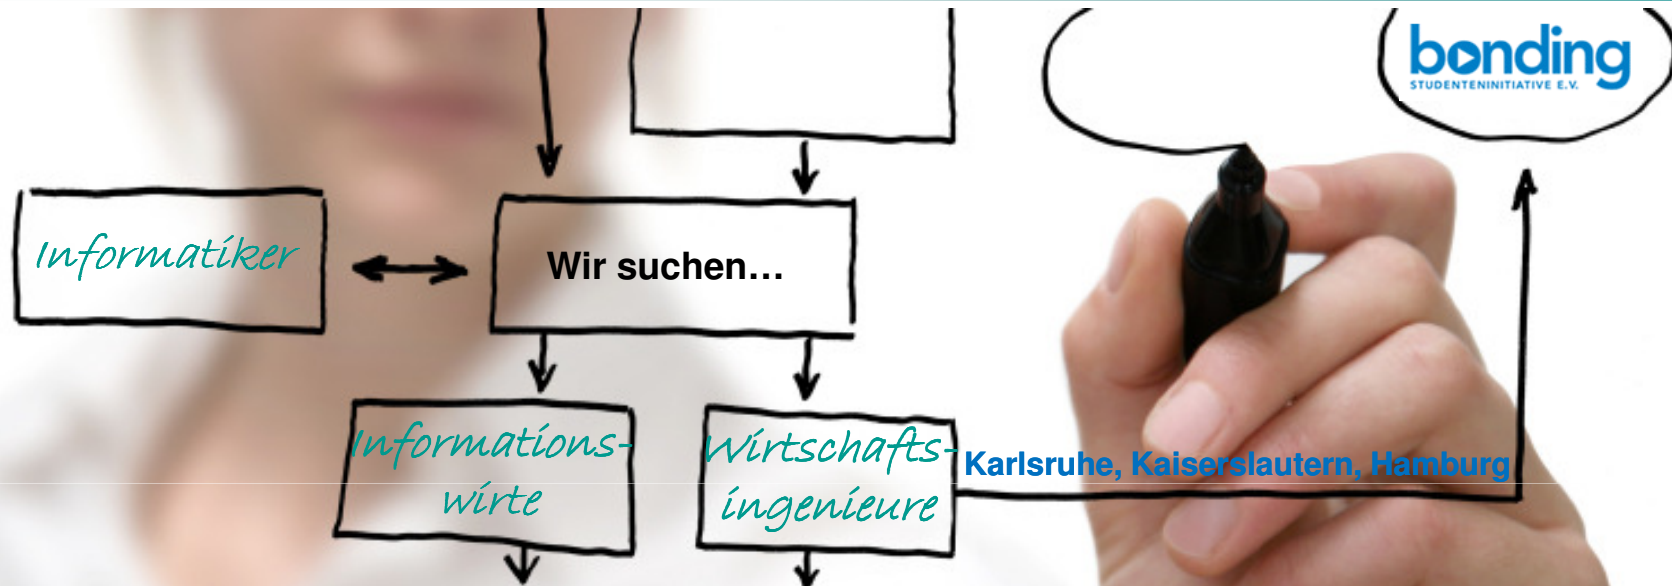 bonding
STUDENTENINITIATIVE E.V.
Informatiker
Wir suchen...
Informations-
wirte
Wirtschafts-
ingenieure
Karlsruhe, Kaiserslautern, Hamburg